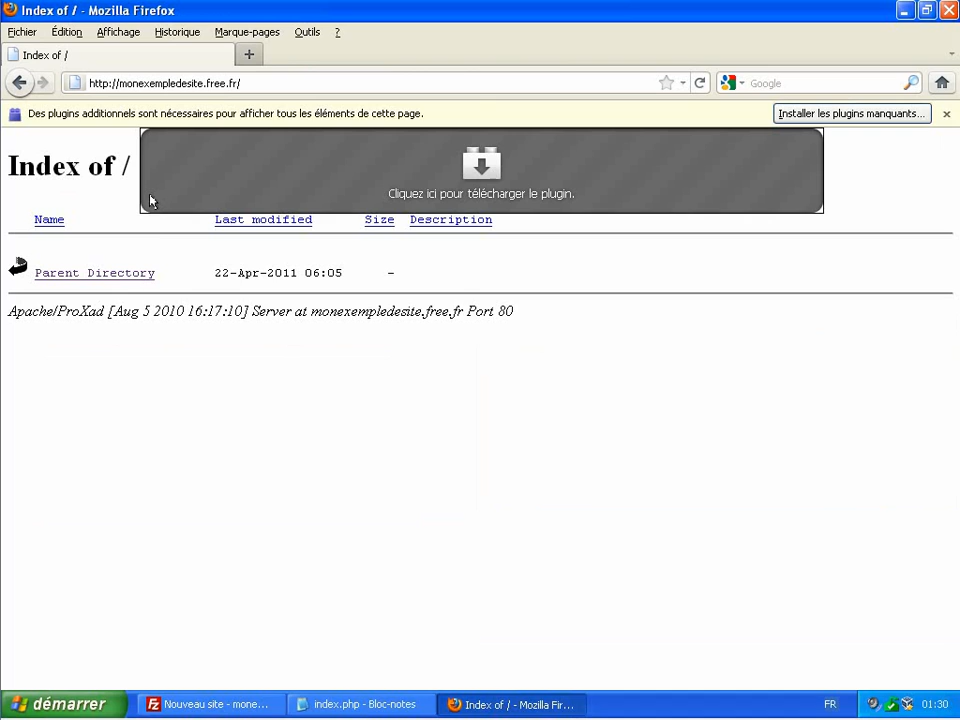 Index of / - Mozilla Firefox
Fichier Édition Affichage Historique Marque-pages Outils ?
Index of /
http://monexempledesite.free.fr/ Google
Des plugins additionnels sont nécessaires pour afficher tous les éléments de cette page. Installer les plugins manquants...
Index of /
Cliquez ici pour télécharger le plugin.
Name Last modified Size Description
Parent Directory 22-Apr-2011 06:05 -
Apache/ProXad [Aug 5 2010 16:17:10] Server at monexempledesite.free.fr Port 80
démarrer Nouveau site - mone... index.php - Bloc-notes Index of / - Mozilla Fir... FR 01:30